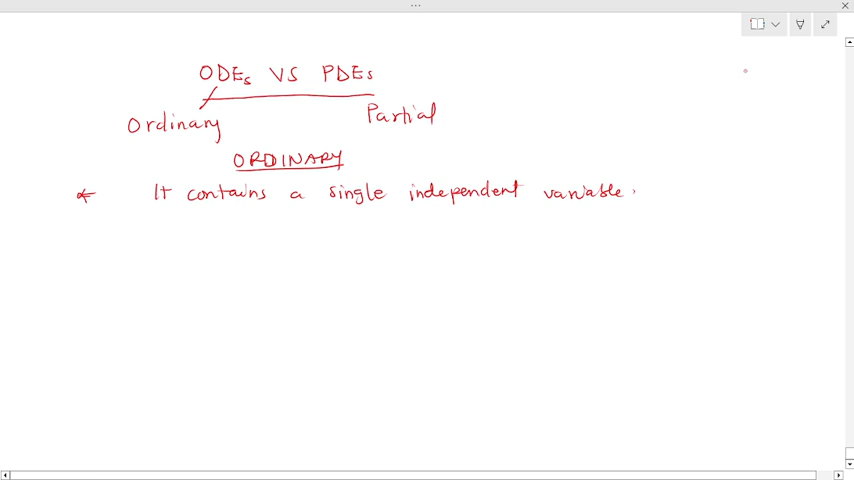 ODEs VS PDEs
Ordinary Partial
ORDINARY
* It contains a single independent variable.